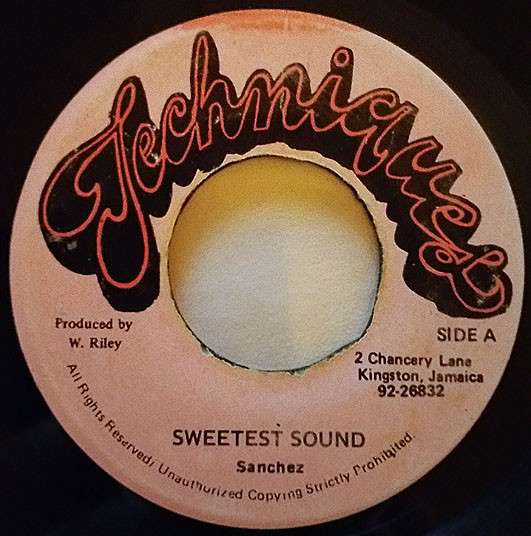 Techniques
Produced by
W. Riley
SIDE A
2 Chancery Lane
Kingston, Jamaica
92-26832
SWEETEST SOUND
Sanchez
All Rights Reserved; Unauthorized Copying Strictly Prohibited